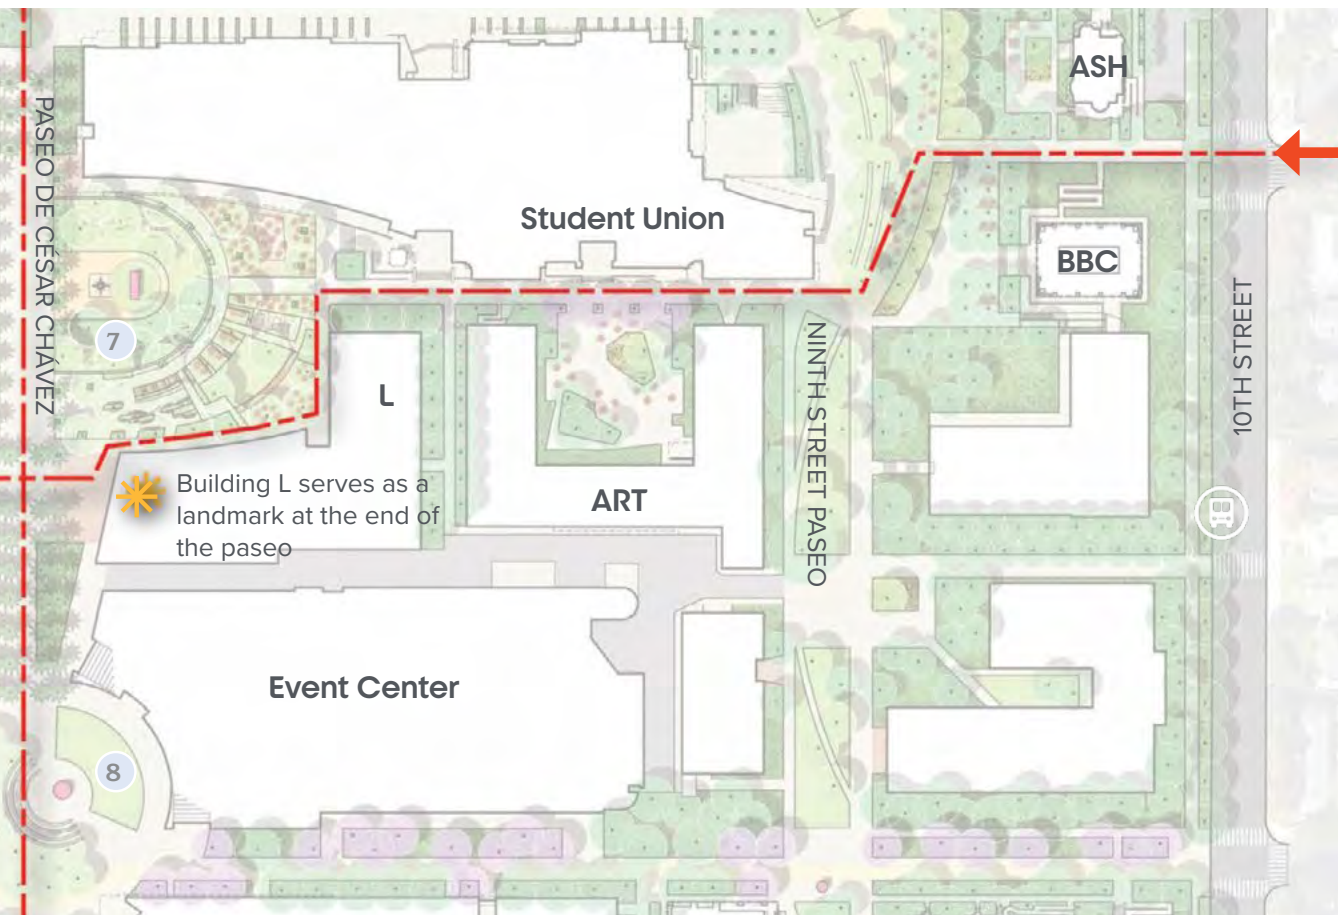 ASH
PASEO DE CÉSAR CHÁVEZ
Student Union
BBC
10TH STREET
7
NINTH STREET PASEO
L
Building L serves as a
landmark at the end of
the paseo
ART
Event Center
8